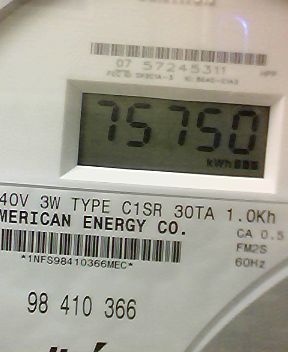 07 57245311
75750
kWh
40V 3W TYPE C1SR 30TA 1.0Kh
MERICAN ENERGY CO.
CA 0.5
FM2S
*1NFS98410366MEC*
60Hz
98 410 366